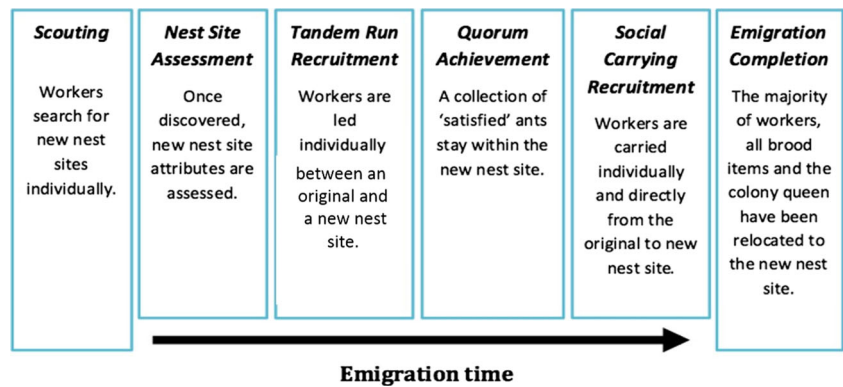 Scouting
Workers
search for
new nest
sites
individually.
Nest Site
Assessment
Once
discovered,
new nest site
attributes are
assessed.
Tandem Run
Recruitment
Workers are
led
individually
between an
original and
a new nest
site.
Quorum
Achievement
A collection of
‘satisfied’ ants
stay within the
new nest site.
Social
Carrying
Recruitment
Workers are
carried
individually
and directly
from the
original to new
nest site.
Emigration
Completion
The majority
of workers,
all brood
items and the
colony queen
have been
relocated to
the new nest
site.
Emigration time